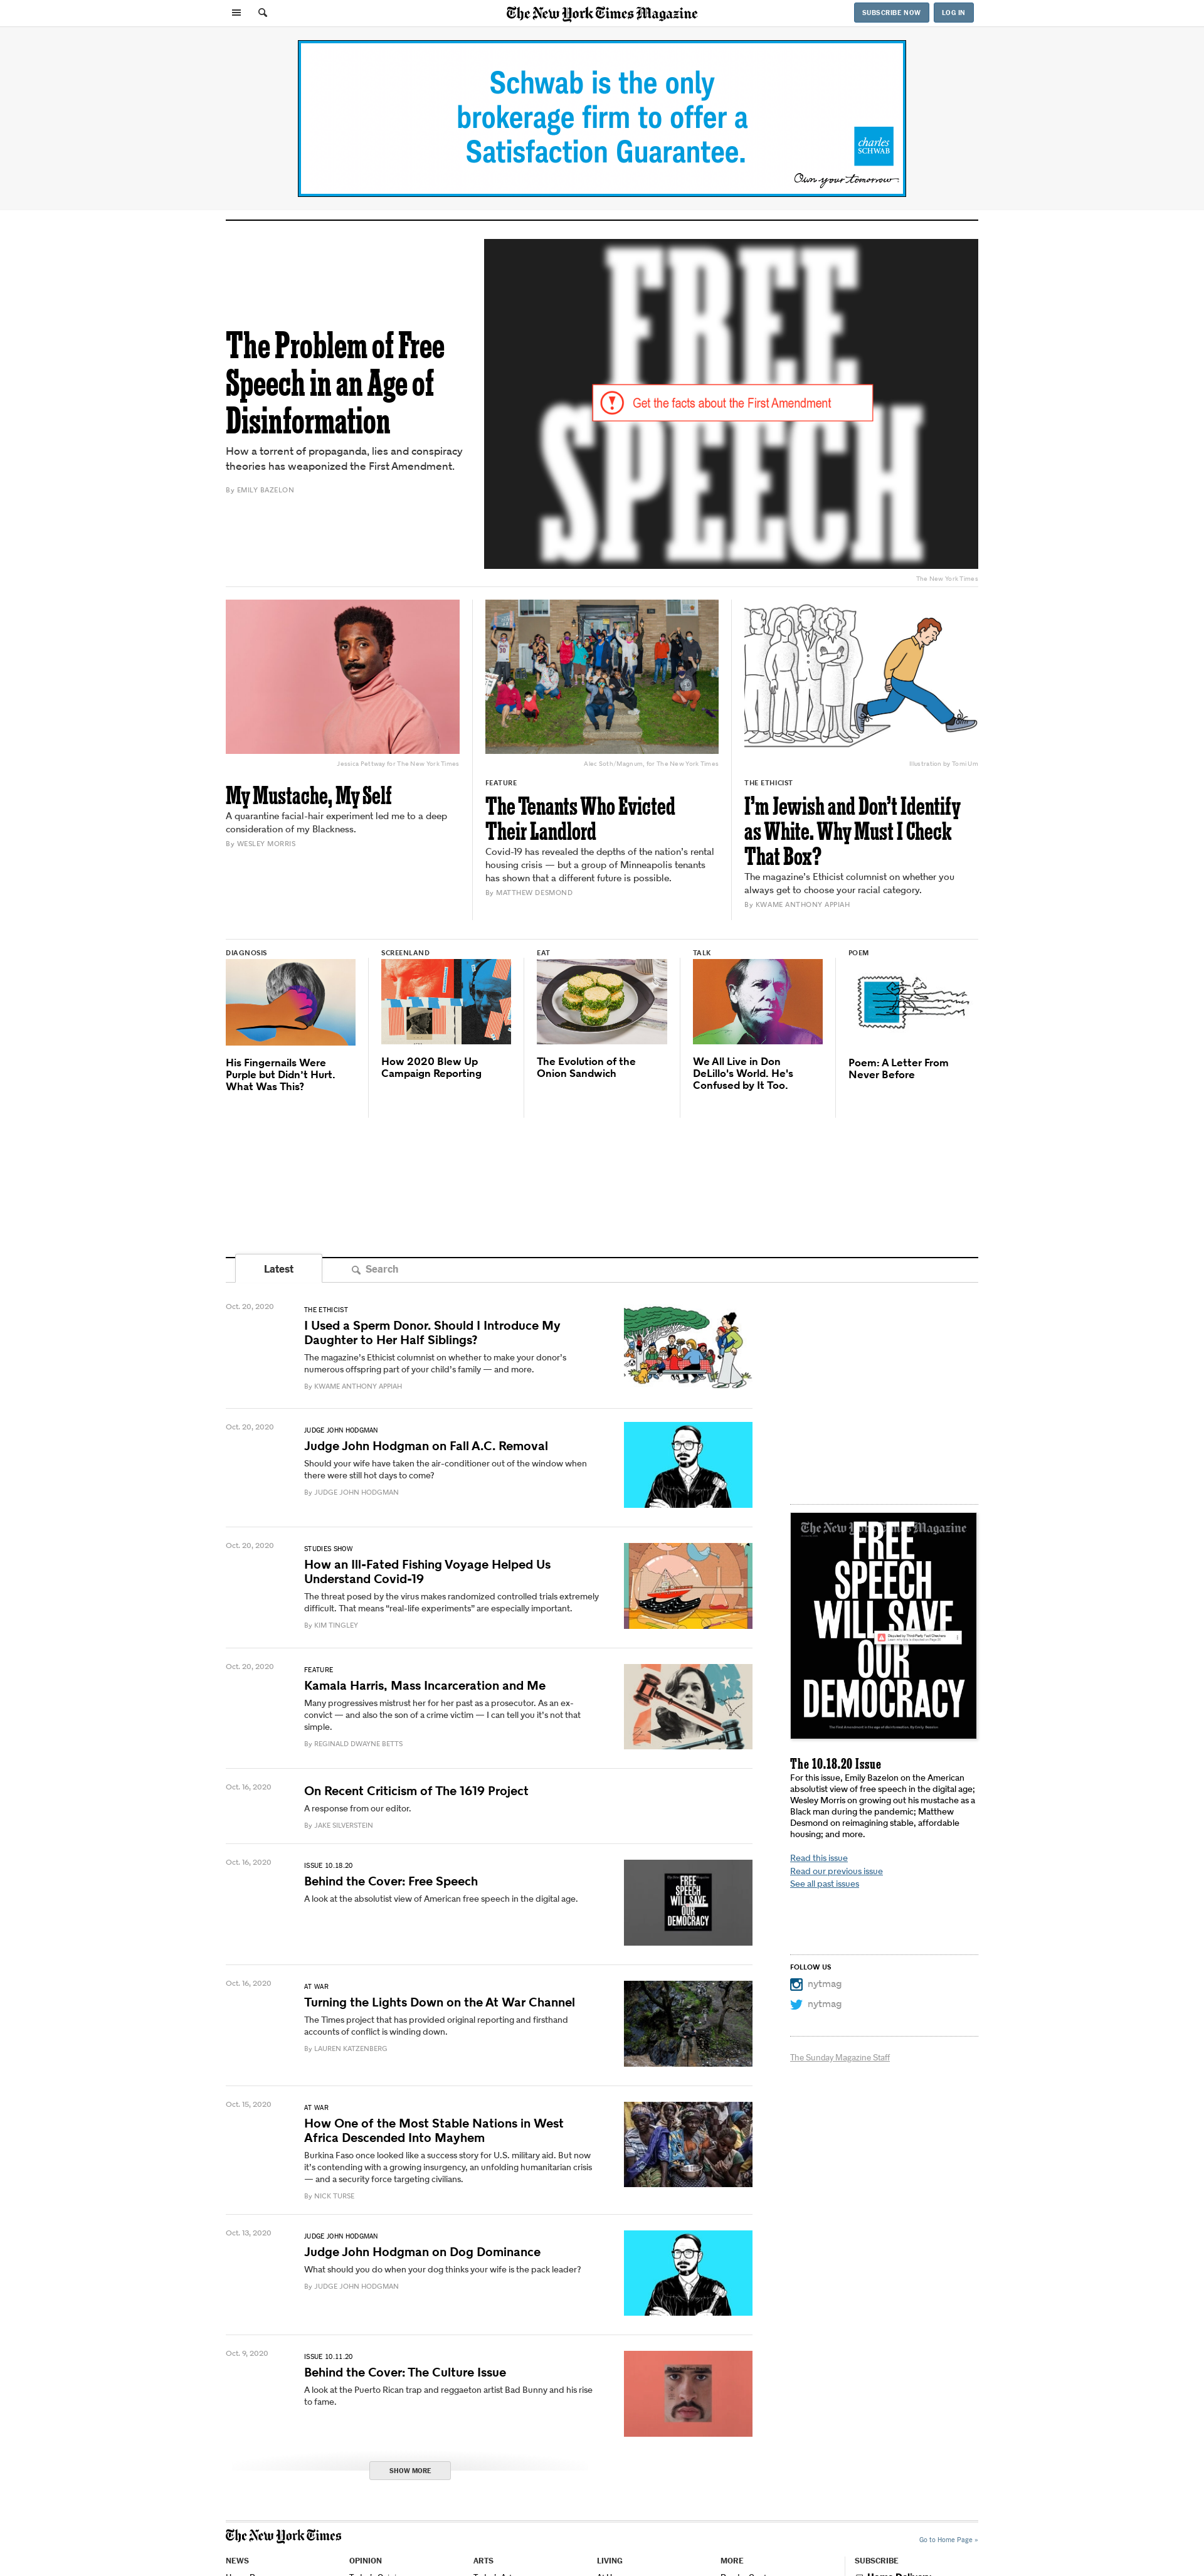 The New York Times Magazine
SUBSCRIBE NOW
LOG IN
Schwab is the only
brokerage firm to offer a
Satisfaction Guarantee.
charles
SCHWAB
Own your tomorrow
The Problem of Free
Speech in an Age of
Disinformation
How a torrent of propaganda, lies and conspiracy
theories has weaponized the First Amendment.
By EMILY BAZELON
FREE
SPEECH
Get the facts about the First Amendment
The New York Times
Jessica Pettway for The New York Times
My Mustache, My Self
A quarantine facial-hair experiment led me to a deep
consideration of my Blackness.
By WESLEY MORRIS
Alec Soth/Magnum, for The New York Times
FEATURE
The Tenants Who Evicted
Their Landlord
Covid-19 has revealed the depths of the nation's rental
housing crisis — but a group of Minneapolis tenants
has shown that a different future is possible.
By MATTHEW DESMOND
Illustration by Tomi Um
THE ETHICIST
I'm Jewish and Don't Identify
as White. Why Must I Check
That Box?
The magazine's Ethicist columnist on whether you
always get to choose your racial category.
By KWAME ANTHONY APPIAH
DIAGNOSIS
His Fingernails Were
Purple but Didn't Hurt.
What Was This?
SCREENLAND
How 2020 Blew Up
Campaign Reporting
EAT
The Evolution of the
Onion Sandwich
TALK
We All Live in Don
DeLillo's World. He's
Confused by It Too.
POEM
Poem: A Letter From
Never Before
Latest
Search
Oct. 20, 2020
THE ETHICIST
I Used a Sperm Donor. Should I Introduce My
Daughter to Her Half Siblings?
The magazine's Ethicist columnist on whether to make your donor's
numerous offspring part of your child's family — and more.
By KWAME ANTHONY APPIAH
Oct. 20, 2020
JUDGE JOHN HODGMAN
Judge John Hodgman on Fall A.C. Removal
Should your wife have taken the air-conditioner out of the window when
there were still hot days to come?
By JUDGE JOHN HODGMAN
Oct. 20, 2020
STUDIES SHOW
How an Ill-Fated Fishing Voyage Helped Us
Understand Covid-19
The threat posed by the virus makes randomized controlled trials extremely
difficult. That means “real-life experiments” are especially important.
By KIM TINGLEY
Oct. 20, 2020
FEATURE
Kamala Harris, Mass Incarceration and Me
Many progressives mistrust her for her past as a prosecutor. As an ex-
convict — and also the son of a crime victim — I can tell you it's not that
simple.
By REGINALD DWAYNE BETTS
Oct. 16, 2020
On Recent Criticism of The 1619 Project
A response from our editor.
By JAKE SILVERSTEIN
Oct. 16, 2020
ISSUE 10.18.20
Behind the Cover: Free Speech
A look at the absolutist view of American free speech in the digital age.
FREE
SPEECH
WILL SAVE
OUR
DEMOCRACY
Oct. 16, 2020
AT WAR
Turning the Lights Down on the At War Channel
The Times project that has provided original reporting and firsthand
accounts of conflict is winding down.
By LAUREN KATZENBERG
Oct. 15, 2020
AT WAR
How One of the Most Stable Nations in West
Africa Descended Into Mayhem
Burkina Faso once looked like a success story for U.S. military aid. But now
it's contending with a growing insurgency, an unfolding humanitarian crisis
— and a security force targeting civilians.
By NICK TURSE
Oct. 13, 2020
JUDGE JOHN HODGMAN
Judge John Hodgman on Dog Dominance
What should you do when your dog thinks your wife is the pack leader?
By JUDGE JOHN HODGMAN
Oct. 9, 2020
ISSUE 10.11.20
Behind the Cover: The Culture Issue
A look at the Puerto Rican trap and reggaeton artist Bad Bunny and his rise
to fame.
SHOW MORE
The New York Times Magazine
FREE
SPEECH
WILL SAVE
OUR
DEMOCRACY
The 10.18.20 Issue
For this issue, Emily Bazelon on the American
absolutist view of free speech in the digital age;
Wesley Morris on growing out his mustache as a
Black man during the pandemic; Matthew
Desmond on reimagining stable, affordable
housing; and more.
Read this issue
Read our previous issue
See all past issues
FOLLOW US
nytmag
nytmag
The Sunday Magazine Staff
The New York Times
Go to Home Page »
NEWS
OPINION
ARTS
LIVING
MORE
SUBSCRIBE